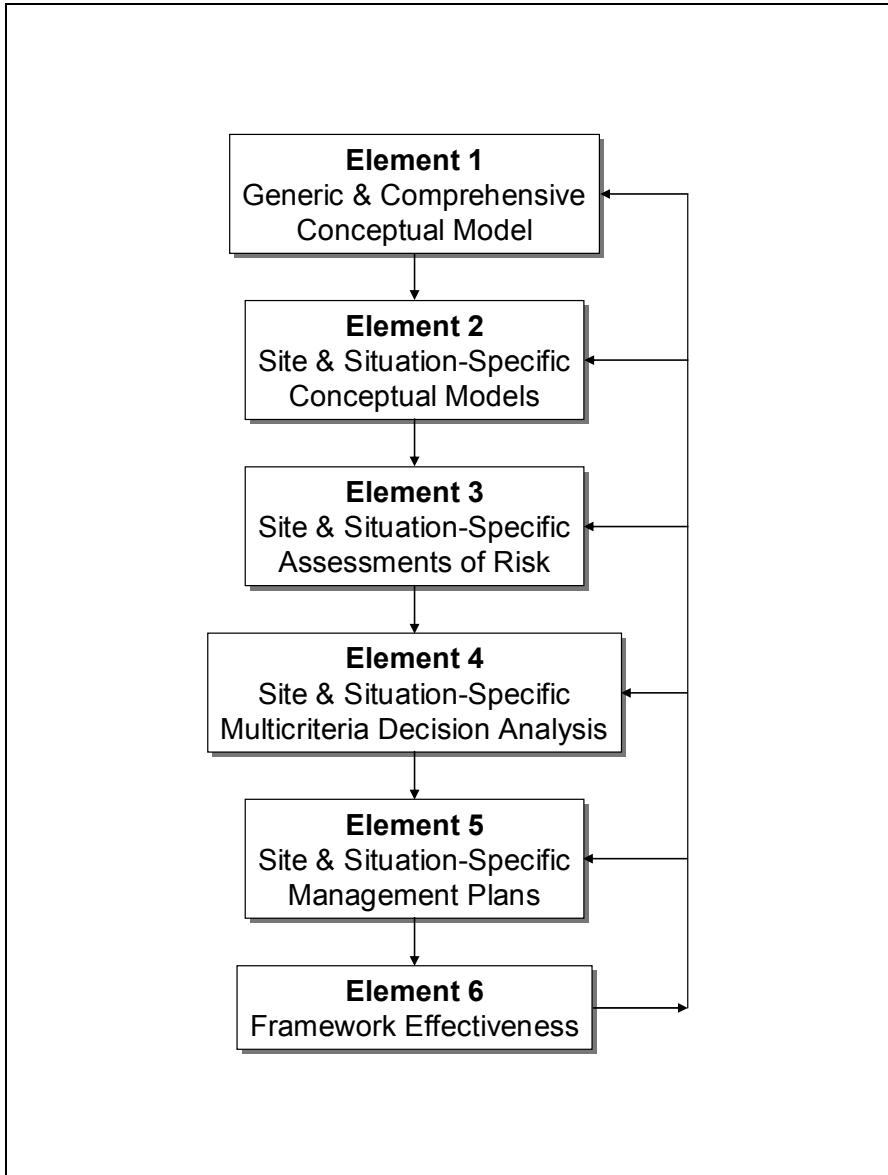 Element 1
Generic & Comprehensive
Conceptual Model
Element 2
Site & Situation-Specific
Conceptual Models
Element 3
Site & Situation-Specific
Assessments of Risk
Element 4
Site & Situation-Specific
Multicriteria Decision Analysis
Element 5
Site & Situation-Specific
Management Plans
Element 6
Framework Effectiveness